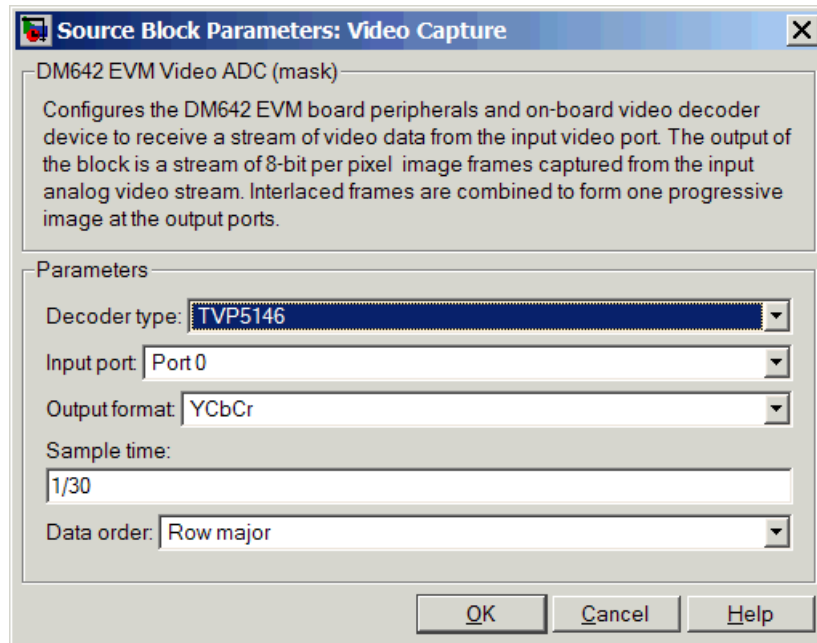 Source Block Parameters: Video Capture
DM642 EVM Video ADC (mask)
Configures the DM642 EVM board peripherals and on-board video decoder
device to receive a stream of video data from the input video port. The output of
the block is a stream of 8-bit per pixel image frames captured from the input
analog video stream. Interlaced frames are combined to form one progressive
image at the output ports.
Parameters
Decoder type: TVP5146
Input port: Port 0
Output format: YCbCr
Sample time:
1/30
Data order: Row major
OK Cancel Help